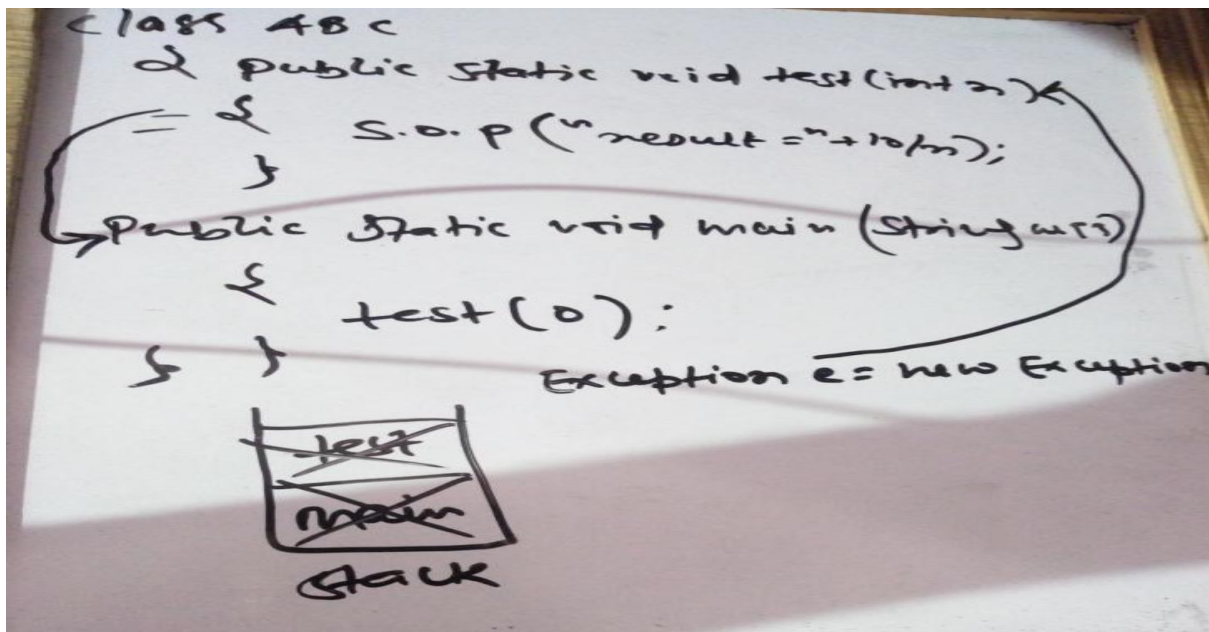 class ABC
{ public static void test(int n)
{ S.O.P("result ="+10/n);
}
public static void main(String args)
{
test(0);
} }
Exception e = new Exception
test
main
stack